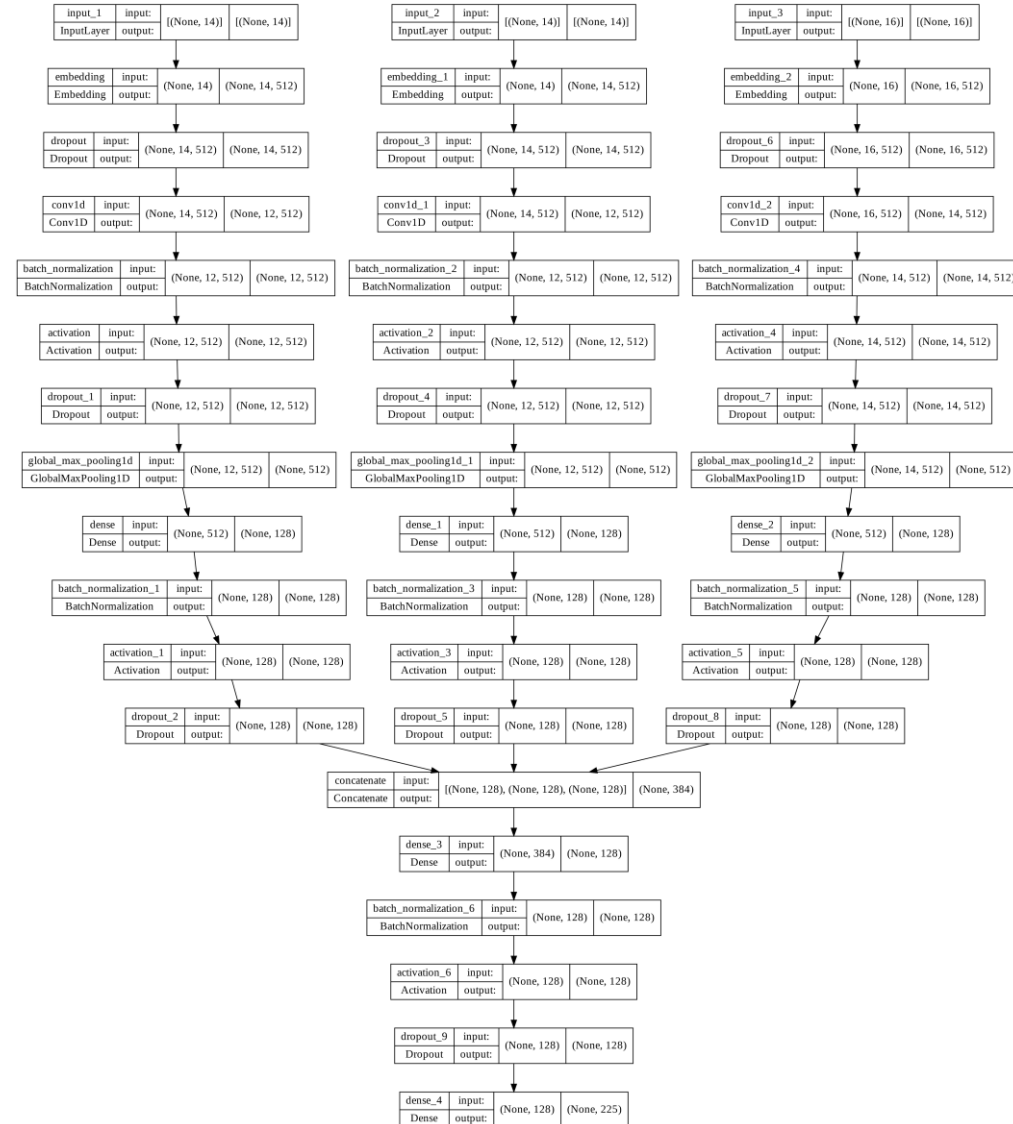 input_1 input: [(None, 14)] [(None, 14)]
InputLayer output:
input_2 input: [(None, 14)] [(None, 14)]
InputLayer output:
input_3 input: [(None, 16)] [(None, 16)]
InputLayer output:
embedding input: (None, 14) (None, 14, 512)
Embedding output:
embedding_1 input: (None, 14) (None, 14, 512)
Embedding output:
embedding_2 input: (None, 16) (None, 16, 512)
Embedding output:
dropout input: (None, 14, 512) (None, 14, 512)
Dropout output:
dropout_3 input: (None, 14, 512) (None, 14, 512)
Dropout output:
dropout_6 input: (None, 16, 512) (None, 16, 512)
Dropout output:
conv1d input: (None, 14, 512) (None, 12, 512)
Conv1D output:
conv1d_1 input: (None, 14, 512) (None, 12, 512)
Conv1D output:
conv1d_2 input: (None, 16, 512) (None, 14, 512)
Conv1D output:
batch_normalization input: (None, 12, 512) (None, 12, 512)
BatchNormalization output:
batch_normalization_2 input: (None, 12, 512) (None, 12, 512)
BatchNormalization output:
batch_normalization_4 input: (None, 14, 512) (None, 14, 512)
BatchNormalization output:
activation input: (None, 12, 512) (None, 12, 512)
Activation output:
activation_2 input: (None, 12, 512) (None, 12, 512)
Activation output:
activation_4 input: (None, 14, 512) (None, 14, 512)
Activation output:
dropout_1 input: (None, 12, 512) (None, 12, 512)
Dropout output:
dropout_4 input: (None, 12, 512) (None, 12, 512)
Dropout output:
dropout_7 input: (None, 14, 512) (None, 14, 512)
Dropout output:
global_max_pooling1d input: (None, 12, 512) (None, 512)
GlobalMaxPooling1D output:
global_max_pooling1d_1 input: (None, 12, 512) (None, 512)
GlobalMaxPooling1D output:
global_max_pooling1d_2 input: (None, 14, 512) (None, 512)
GlobalMaxPooling1D output:
dense input: (None, 512) (None, 128)
Dense output:
dense_1 input: (None, 512) (None, 128)
Dense output:
dense_2 input: (None, 512) (None, 128)
Dense output:
batch_normalization_1 input: (None, 128) (None, 128)
BatchNormalization output:
batch_normalization_3 input: (None, 128) (None, 128)
BatchNormalization output:
batch_normalization_5 input: (None, 128) (None, 128)
BatchNormalization output:
activation_1 input: (None, 128) (None, 128)
Activation output:
activation_3 input: (None, 128) (None, 128)
Activation output:
activation_5 input: (None, 128) (None, 128)
Activation output:
dropout_2 input: (None, 128) (None, 128)
Dropout output:
dropout_5 input: (None, 128) (None, 128)
Dropout output:
dropout_8 input: (None, 128) (None, 128)
Dropout output:
concatenate input: [(None, 128), (None, 128), (None, 128)] (None, 384)
Concatenate output:
dense_3 input: (None, 384) (None, 128)
Dense output:
batch_normalization_6 input: (None, 128) (None, 128)
BatchNormalization output:
activation_6 input: (None, 128) (None, 128)
Activation output:
dropout_9 input: (None, 128) (None, 128)
Dropout output:
dense_4 input: (None, 128) (None, 225)
Dense output: